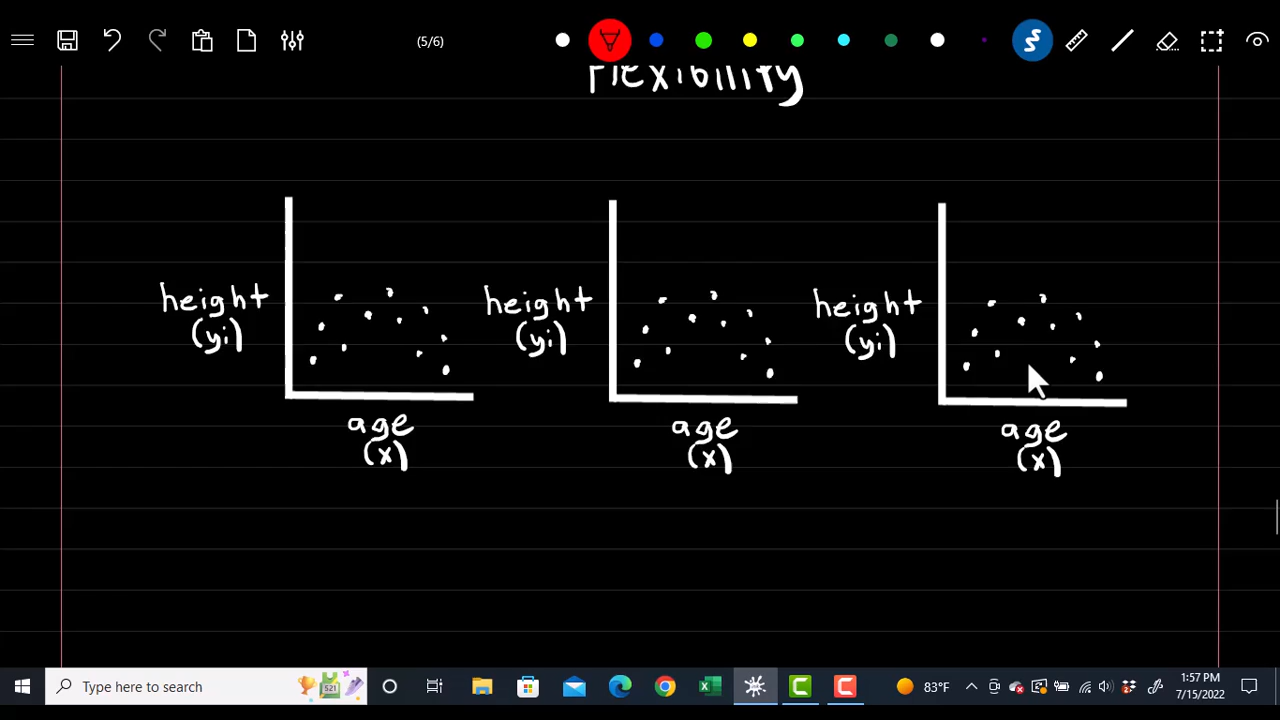 (5/6)
Flexibility
height
(yi)
age
(x)
height
(yi)
age
(x)
height
(yi)
age
(x)
Type here to search
521
83°F
1:57 PM
7/15/2022